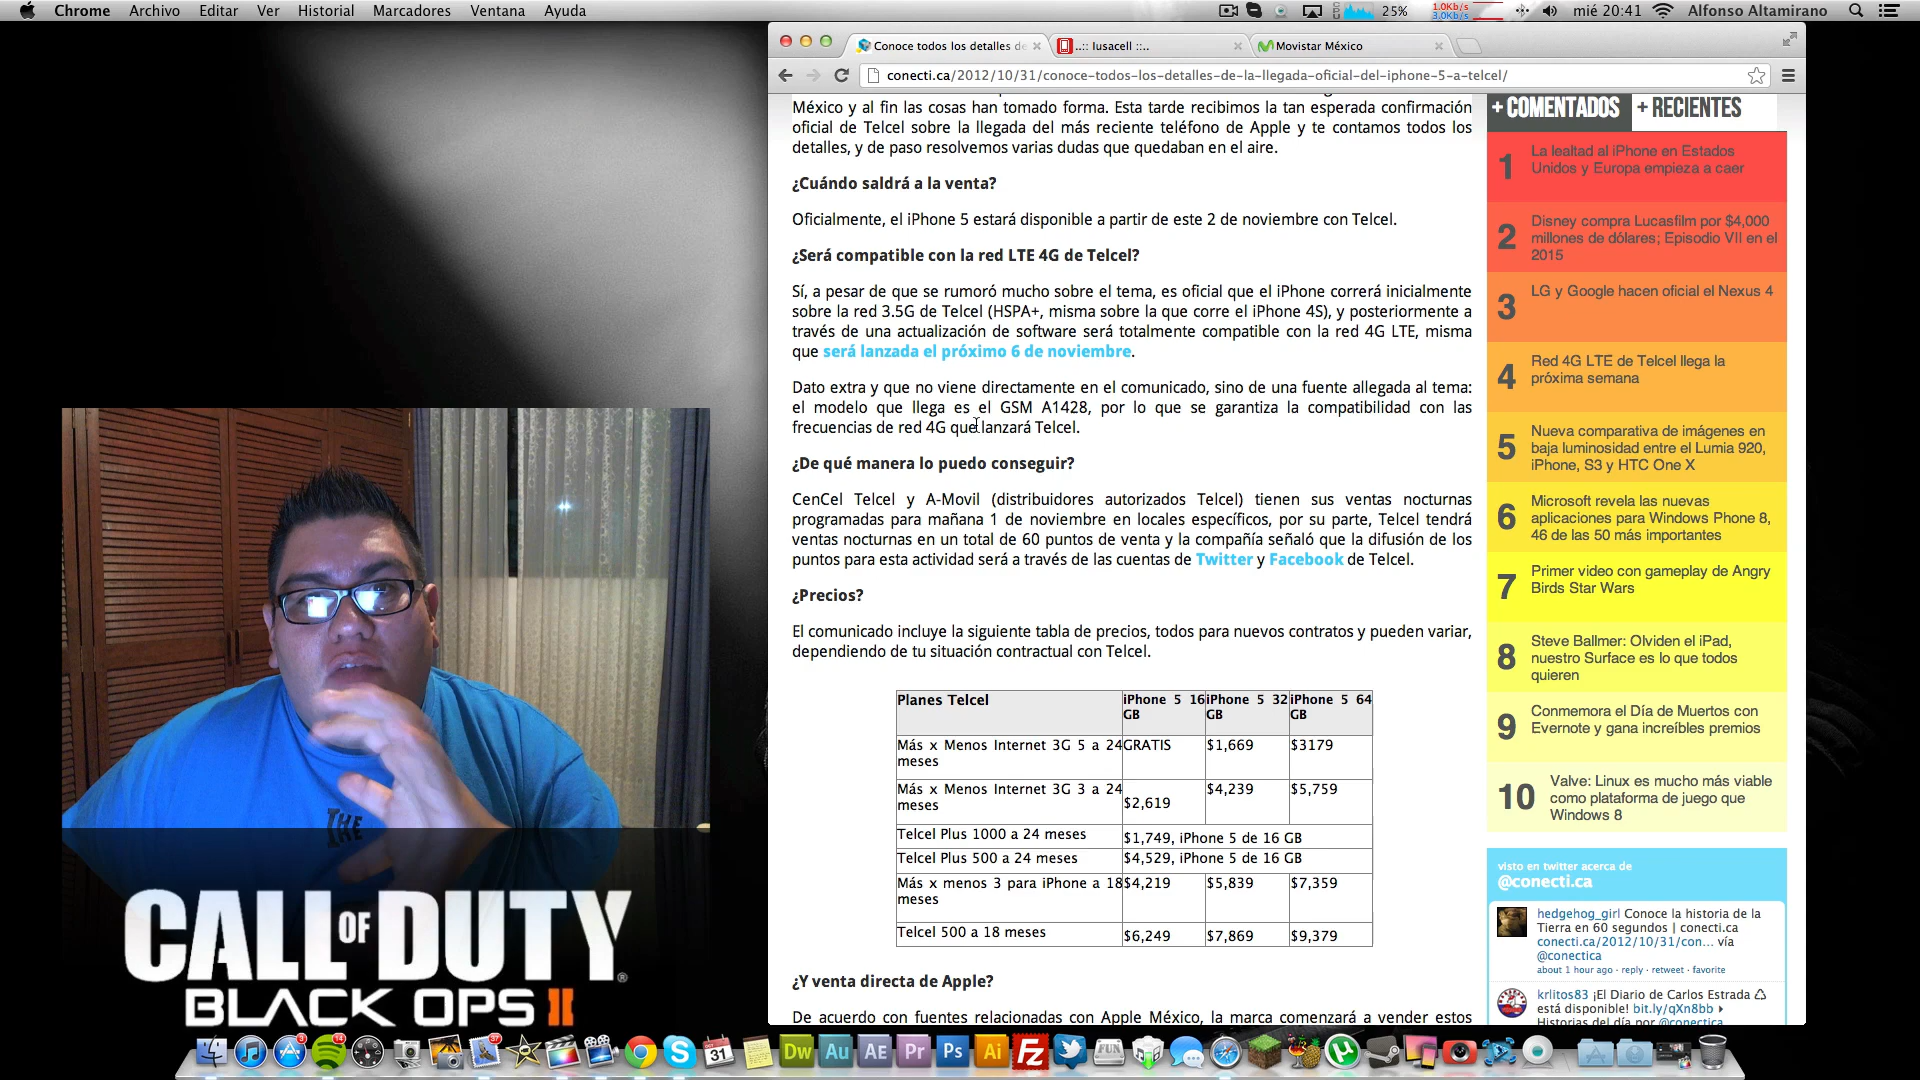 Chrome Archivo Editar Ver Historial Marcadores Ventana Ayuda
25% 1.0Kb/s 3.0Kb/s mié 20:41 Alfonso Altamirano
Conoce todos los detalles de
..:: Iusacell ::..
Movistar México
conecti.ca/2012/10/31/conoce-todos-los-detalles-de-la-llegada-oficial-del-iphone-5-a-telcel/
México y al fin las cosas han tomado forma. Esta tarde recibimos la tan esperada confirmación
oficial de Telcel sobre la llegada del más reciente teléfono de Apple y te contamos todos los
detalles, y de paso resolvemos varias dudas que quedaban en el aire.
¿Cuándo saldrá a la venta?
Oficialmente, el iPhone 5 estará disponible a partir de este 2 de noviembre con Telcel.
¿Será compatible con la red LTE 4G de Telcel?
Sí, a pesar de que se rumoró mucho sobre el tema, es oficial que el iPhone correrá inicialmente
sobre la red 3.5G de Telcel (HSPA+, misma sobre la que corre el iPhone 4S), y posteriormente a
través de una actualización de software será totalmente compatible con la red 4G LTE, misma
que será lanzada el próximo 6 de noviembre.
Dato extra y que no viene directamente en el comunicado, sino de una fuente allegada al tema:
el modelo que llega es el GSM A1428, por lo que se garantiza la compatibilidad con las
frecuencias de red 4G que lanzará Telcel.
¿De qué manera lo puedo conseguir?
CenCel Telcel y A-Movil (distribuidores autorizados Telcel) tienen sus ventas nocturnas
programadas para mañana 1 de noviembre en locales específicos, por su parte, Telcel tendrá
ventas nocturnas en un total de 60 puntos de venta y la compañía señaló que la difusión de los
puntos para esta actividad será a través de las cuentas de Twitter y Facebook de Telcel.
¿Precios?
El comunicado incluye la siguiente tabla de precios, todos para nuevos contratos y pueden variar,
dependiendo de tu situación contractual con Telcel.
Planes Telcel iPhone 5 16 GB iPhone 5 32 GB iPhone 5 64 GB
Más x Menos Internet 3G 5 a 24 meses GRATIS $1,669 $3179
Más x Menos Internet 3G 3 a 24 meses $2,619 $4,239 $5,759
Telcel Plus 1000 a 24 meses $1,749, iPhone 5 de 16 GB
Telcel Plus 500 a 24 meses $4,529, iPhone 5 de 16 GB
Más x menos 3 para iPhone a 18 meses $4,219 $5,839 $7,359
Telcel 500 a 18 meses $6,249 $7,869 $9,379
¿Y venta directa de Apple?
De acuerdo con fuentes relacionadas con Apple México, la marca comenzará a vender estos
+ COMENTADOS + RECIENTES
1 La lealtad al iPhone en Estados
Unidos y Europa empieza a caer
2 Disney compra Lucasfilm por $4,000
millones de dólares; Episodio VII en el
2015
3 LG y Google hacen oficial el Nexus 4
4 Red 4G LTE de Telcel llega la
próxima semana
5 Nueva comparativa de imágenes en
baja luminosidad entre el Lumia 920,
iPhone, S3 y HTC One X
6 Microsoft revela las nuevas
aplicaciones para Windows Phone 8,
46 de las 50 más importantes
7 Primer video con gameplay de Angry
Birds Star Wars
8 Steve Ballmer: Olviden el iPad,
nuestro Surface es lo que todos
quieren
9 Conmemora el Día de Muertos con
Evernote y gana increíbles premios
10 Valve: Linux es mucho más viable
como plataforma de juego que
Windows 8
visto en twitter acerca de
@conecti.ca
hedgehog_girl Conoce la historia de la
Tierra en 60 segundos | conecti.ca
conecti.ca/2012/10/31/con... vía
@conectica
about 1 hour ago · reply · retweet · favorite
krlitos83 ¡El Diario de Carlos Estrada
está disponible! bit.ly/qXn8bb
Historias del día por @conectica
THE
CALL OF DUTY®
BLACK OPS II
3 14 37 OCT 31 Dw Au AE Pr Ps Ai Fz FUN